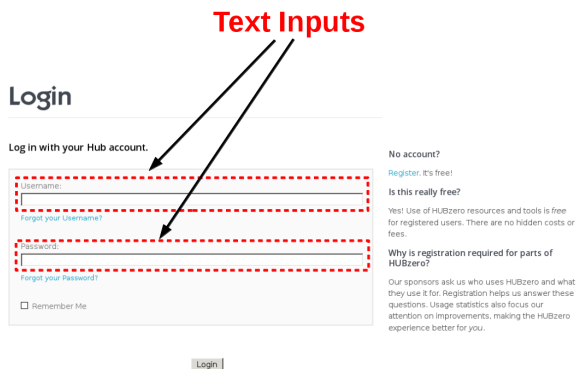 Text Inputs
Login
Log in with your Hub account.
Username:
Forgot your Username?
Password:
Forgot your Password?
Remember Me
Login
No account?
Register. It's free!
Is this really free?
Yes! Use of HUBzero resources and tools is free
for registered users. There are no hidden costs or
fees.
Why is registration required for parts of
HUBzero?
Our sponsors ask us who uses HUBzero and what
they use it for. Registration helps us answer these
questions. Usage statistics also focus our
attention on improvements, making the HUBzero
experience better for you.